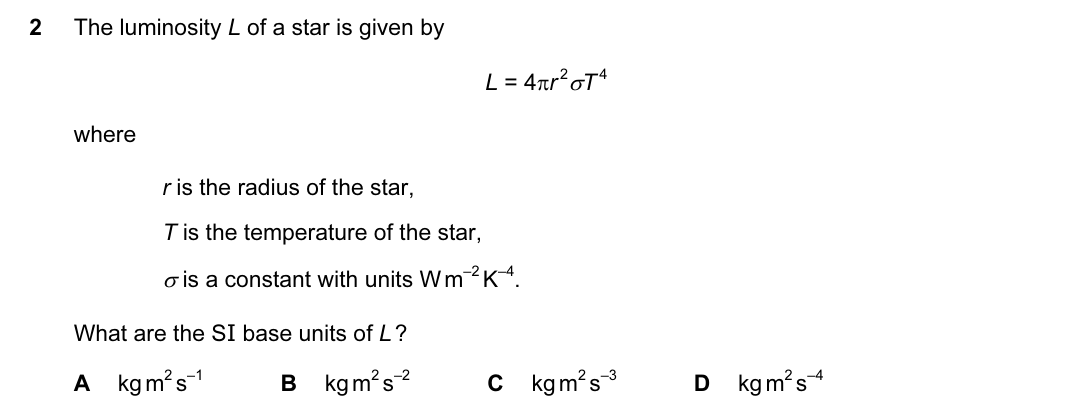 2 The luminosity L of a star is given by
L = 4πr²σT⁴
where
r is the radius of the star,
T is the temperature of the star,
σ is a constant with units W m⁻² K⁻⁴.
What are the SI base units of L?
A kg m² s⁻¹ B kg m² s⁻² C kg m² s⁻³ D kg m² s⁻⁴